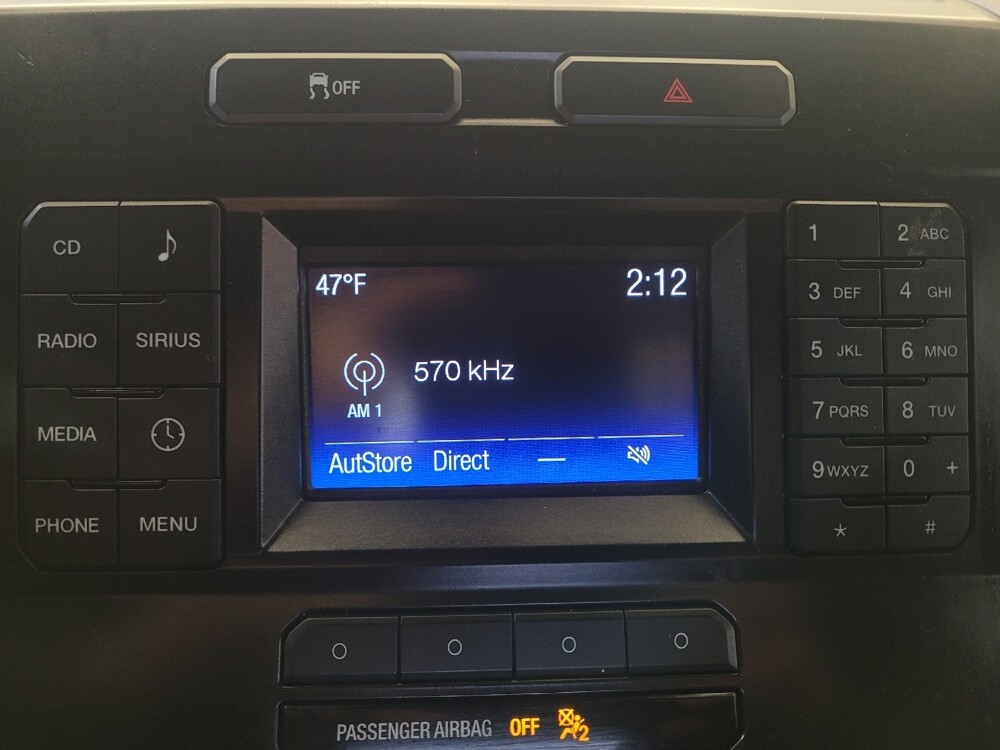 OFF
CD
RADIO SIRIUS
MEDIA
PHONE MENU
47°F 2:12
570 kHz
AM 1
AutStore Direct —
1 2 ABC
3 DEF 4 GHI
5 JKL 6 MNO
7 PQRS 8 TUV
9 WXYZ 0 +
* #
PASSENGER AIRBAG OFF 2